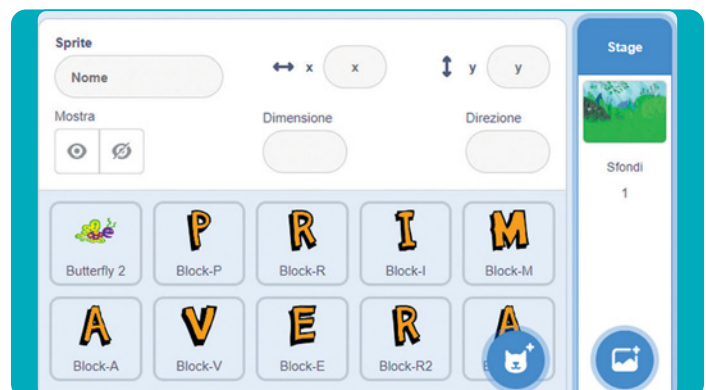 Sprite
Nome
x x
y y
Mostra
Dimensione
Direzione
P R I M
Butterfly 2 Block-P Block-R Block-I Block-M
A V E R A
Block-A Block-V Block-E Block-R2
Stage
Sfondi
1